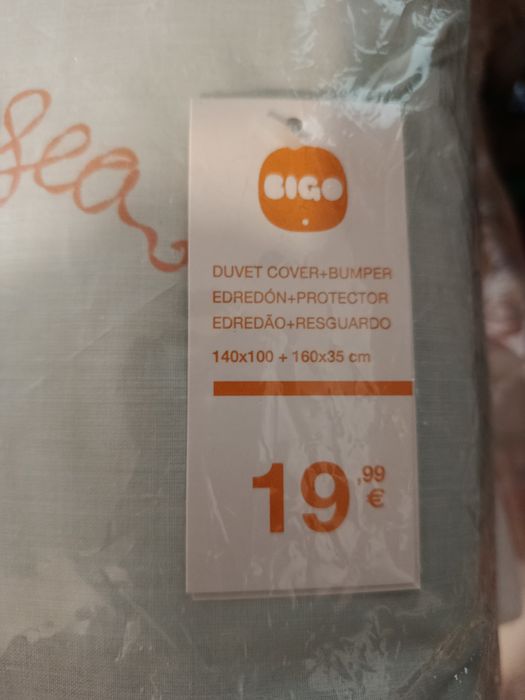 sea
BIGO
DUVET COVER+BUMPER
EDREDÓN+PROTECTOR
EDREDÃO+RESGUARDO
140x100 + 160x35 cm
19,99
€